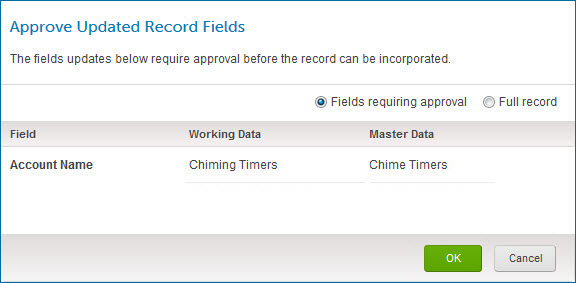 Approve Updated Record Fields
The fields updates below require approval before the record can be incorporated.
Fields requiring approval Full record
Field Working Data Master Data
Account Name Chiming Timers Chime Timers
OK Cancel